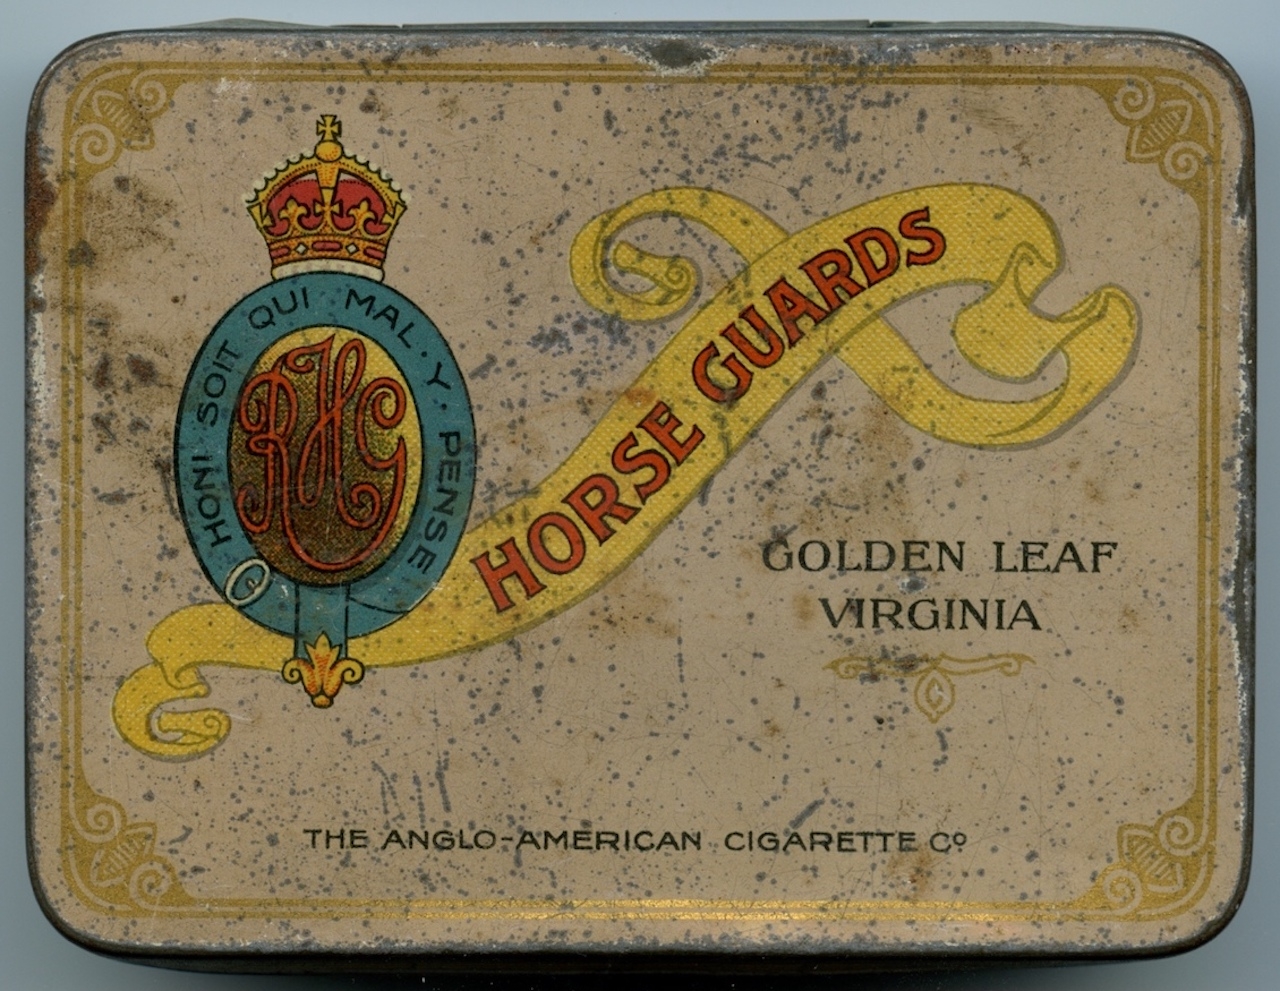 HONI SOIT QUI MAL · Y · PENSE
RHG
HORSE GUARDS
GOLDEN LEAF
VIRGINIA
THE ANGLO-AMERICAN CIGARETTE Cº